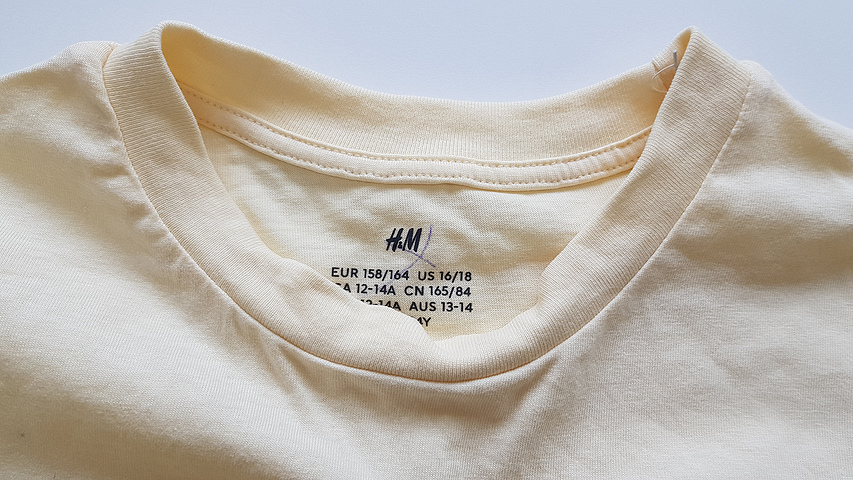 H&M
EUR 158/164 US 16/18
12-14A CN 165/84
AUS 13-14